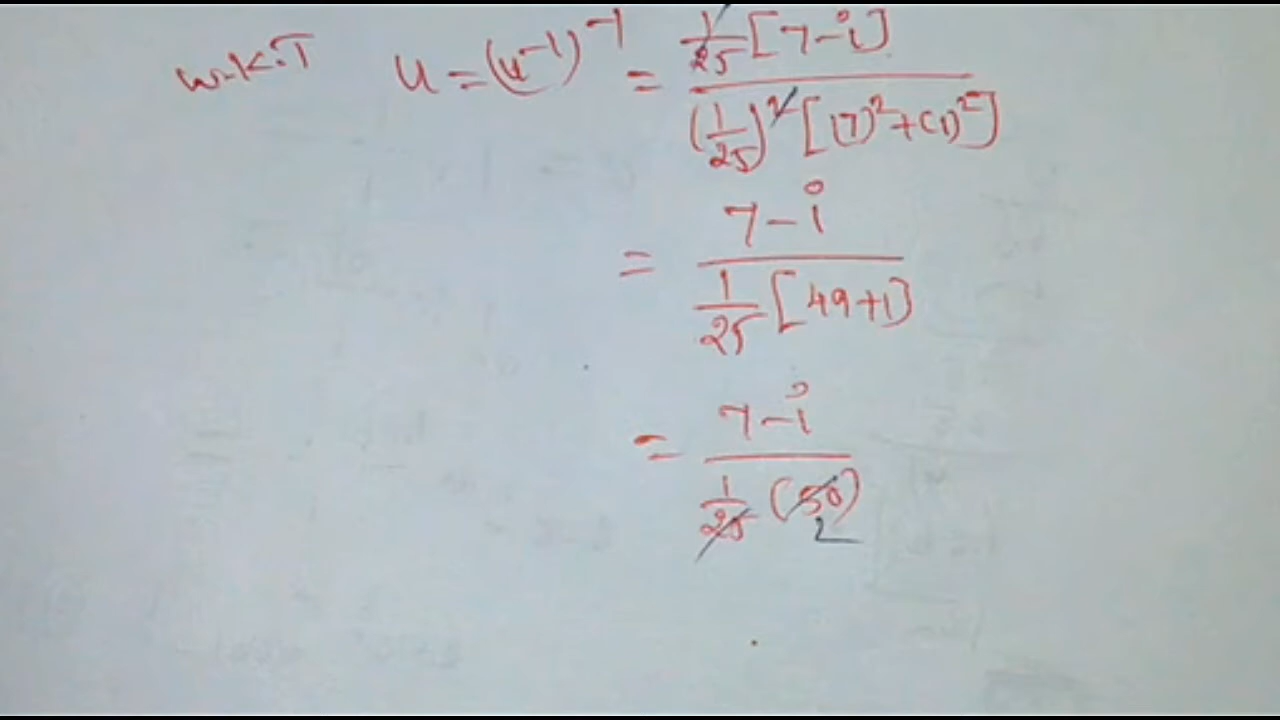 w.k.T u = (u⁻¹)⁻¹ = 1/25 [7-i] / (1/25)² [(7)²+(1)²]
= 7-i / 1/25 [49+1]
= 7-i / 1/25 (50)
2